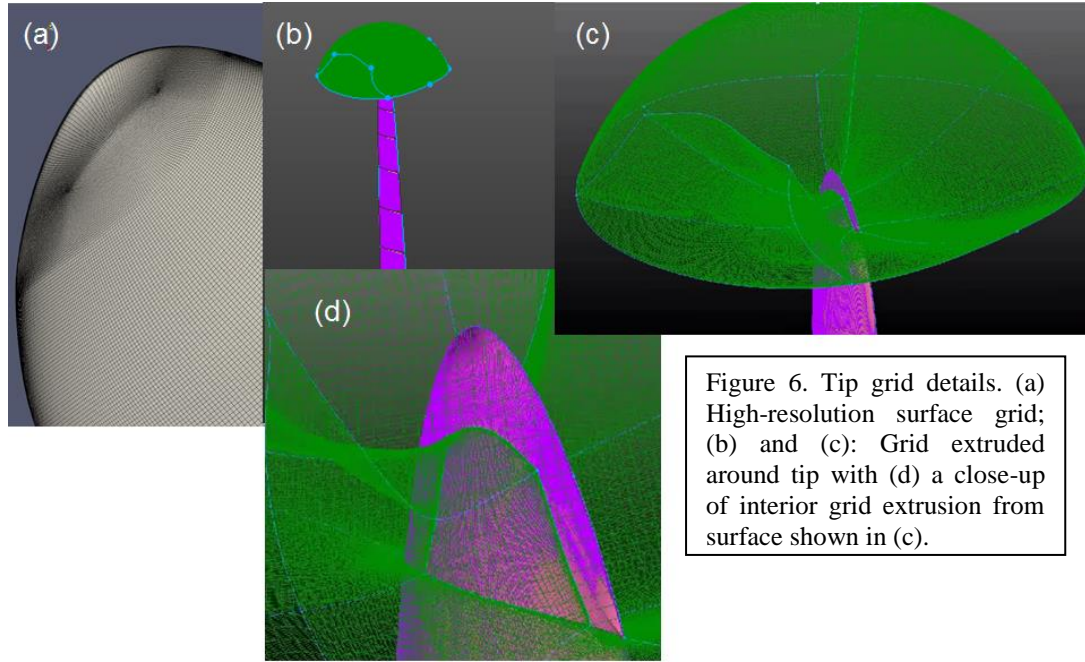 (a)
(b)
(c)
(d)
Figure 6. Tip grid details. (a)
High-resolution surface grid;
(b) and (c): Grid extruded
around tip with (d) a close-up
of interior grid extrusion from
surface shown in (c).